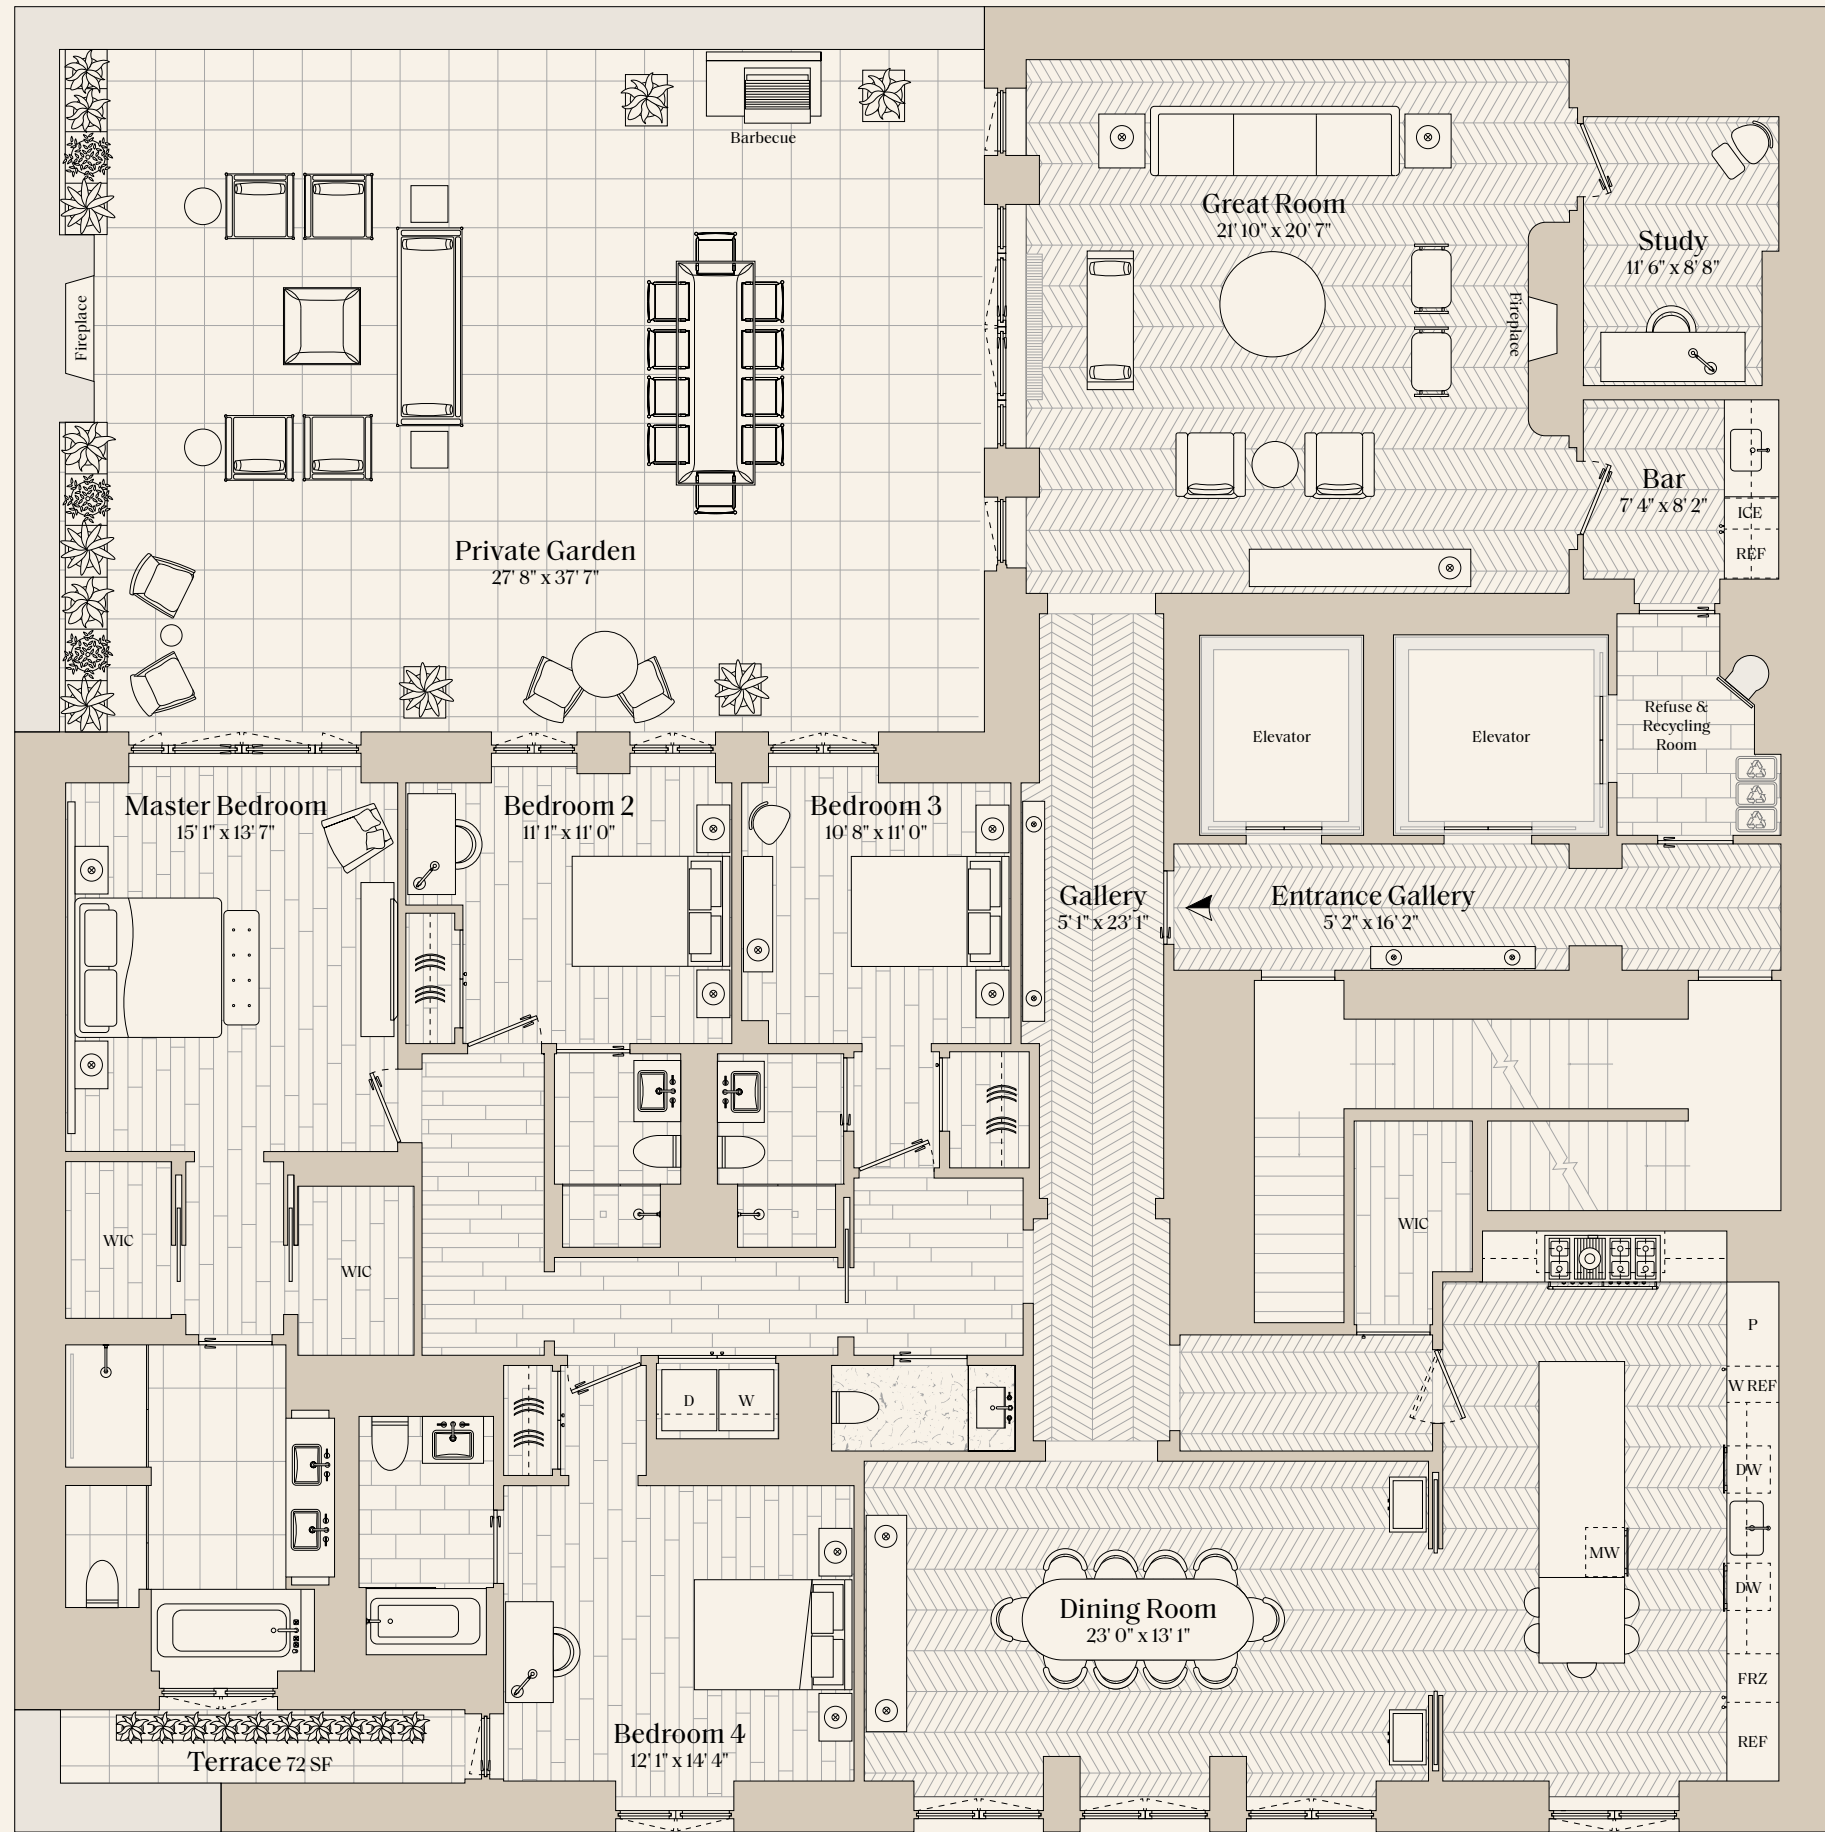 Barbecue
Great Room
21' 10" x 20' 7"
Study
11' 6" x 8' 8"
Fireplace
Fireplace
Bar
7' 4" x 8' 2"
ICE
REF
Private Garden
27' 8" x 37' 7"
Elevator
Elevator
Refuse &
Recycling
Room
Master Bedroom
15' 1" x 13' 7"
Bedroom 2
11' 1" x 11' 0"
Bedroom 3
10' 8" x 11' 0"
Gallery
5' 1" x 23' 1"
Entrance Gallery
5' 2" x 16' 2"
WIC
WIC
WIC
P
W REF
D
W
DW
MW
DW
Dining Room
23' 0" x 13' 1"
FRZ
REF
Bedroom 4
12' 1" x 14' 4"
Terrace 72 SF